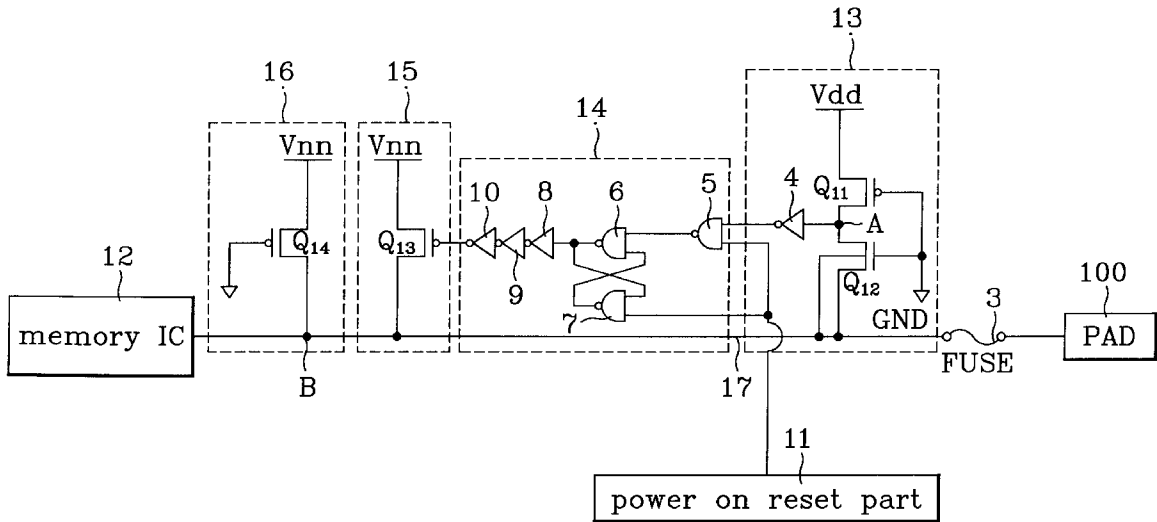 13
16
15
Vdd
Vnn
Vnn
14
10
8
6
5
4
Q11
A
Q14
Q13
12
9
Q12
100
7
GND
3
memory IC
PAD
B
17
FUSE
11
power on reset part